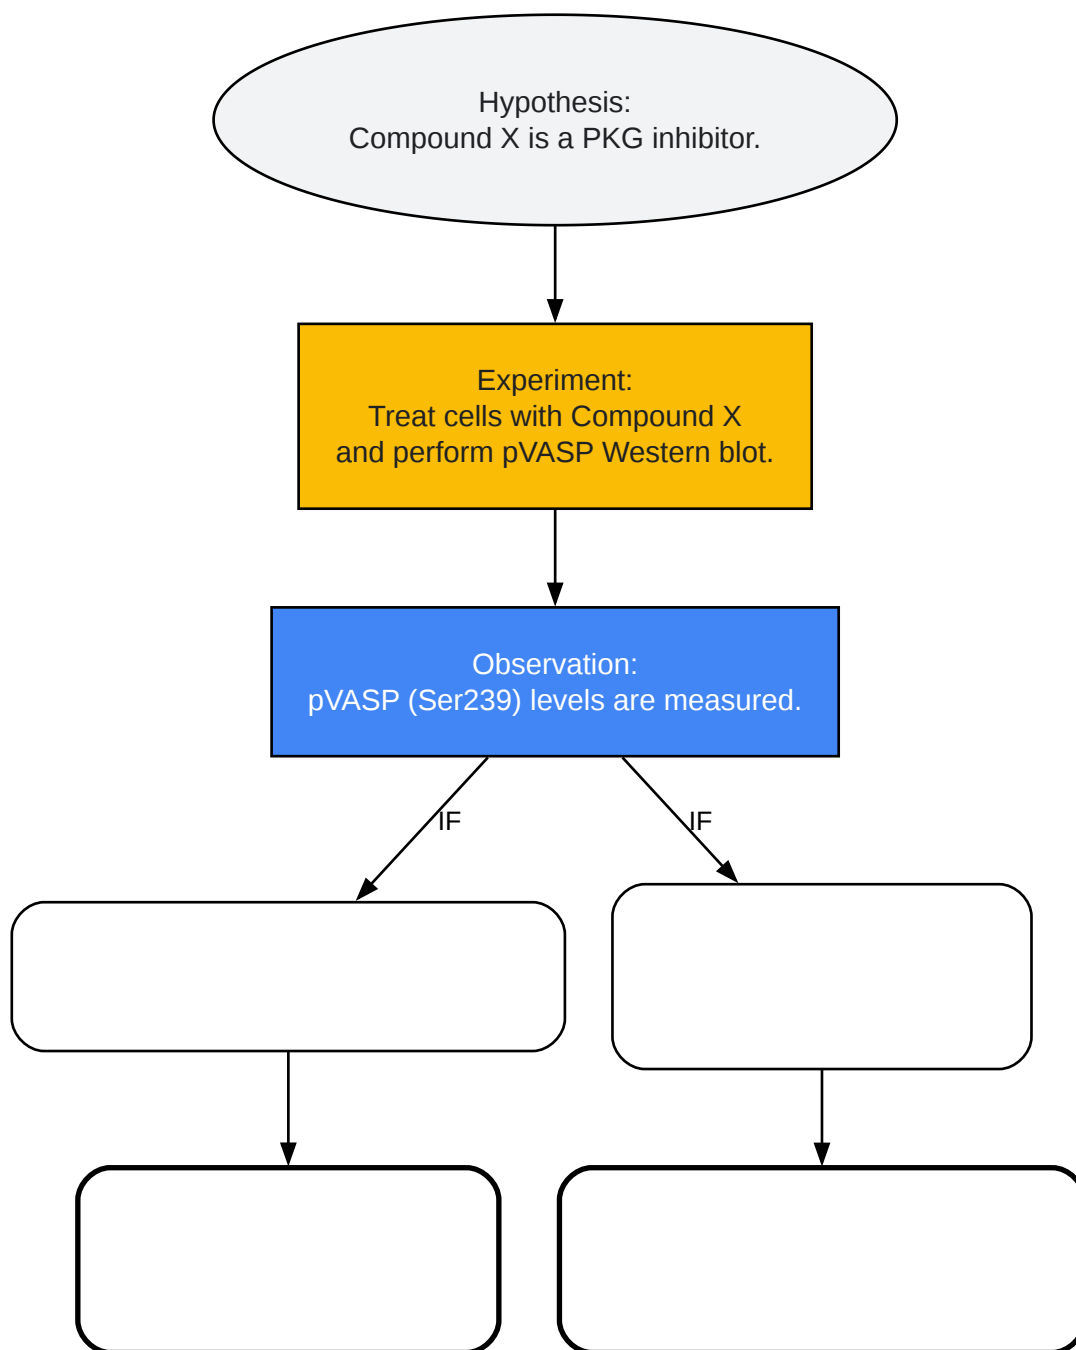 Hypothesis:
Compound X is a PKG inhibitor.
Experiment:
Treat cells with Compound X
and perform pVASP Western blot.
Observation:
pVASP (Ser239) levels are measured.
IF
IF